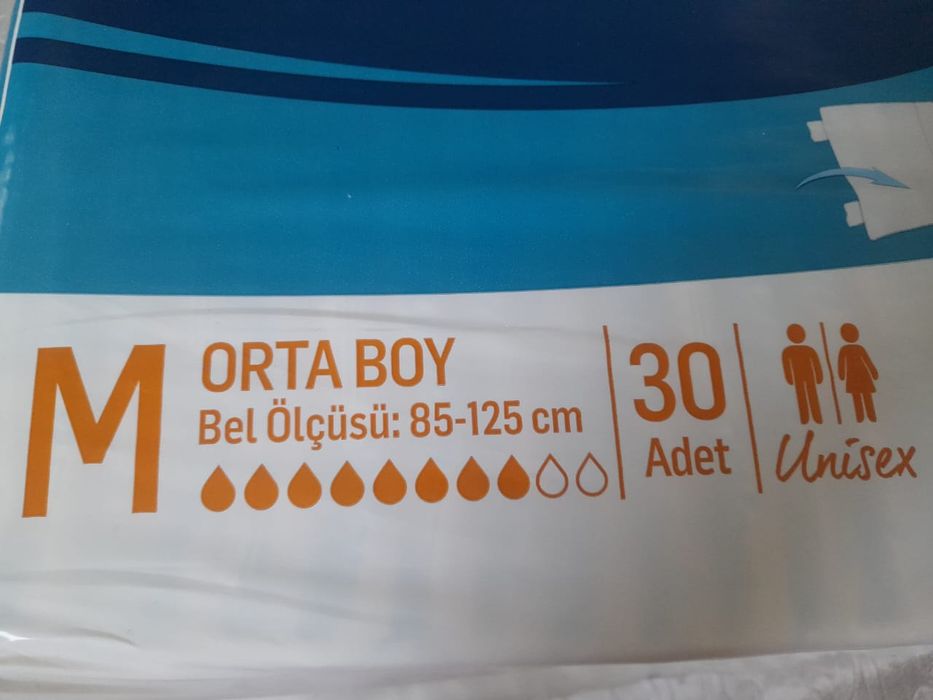 M
ORTA BOY
Bel Ölçüsü: 85-125 cm
30
Adet
Unisex